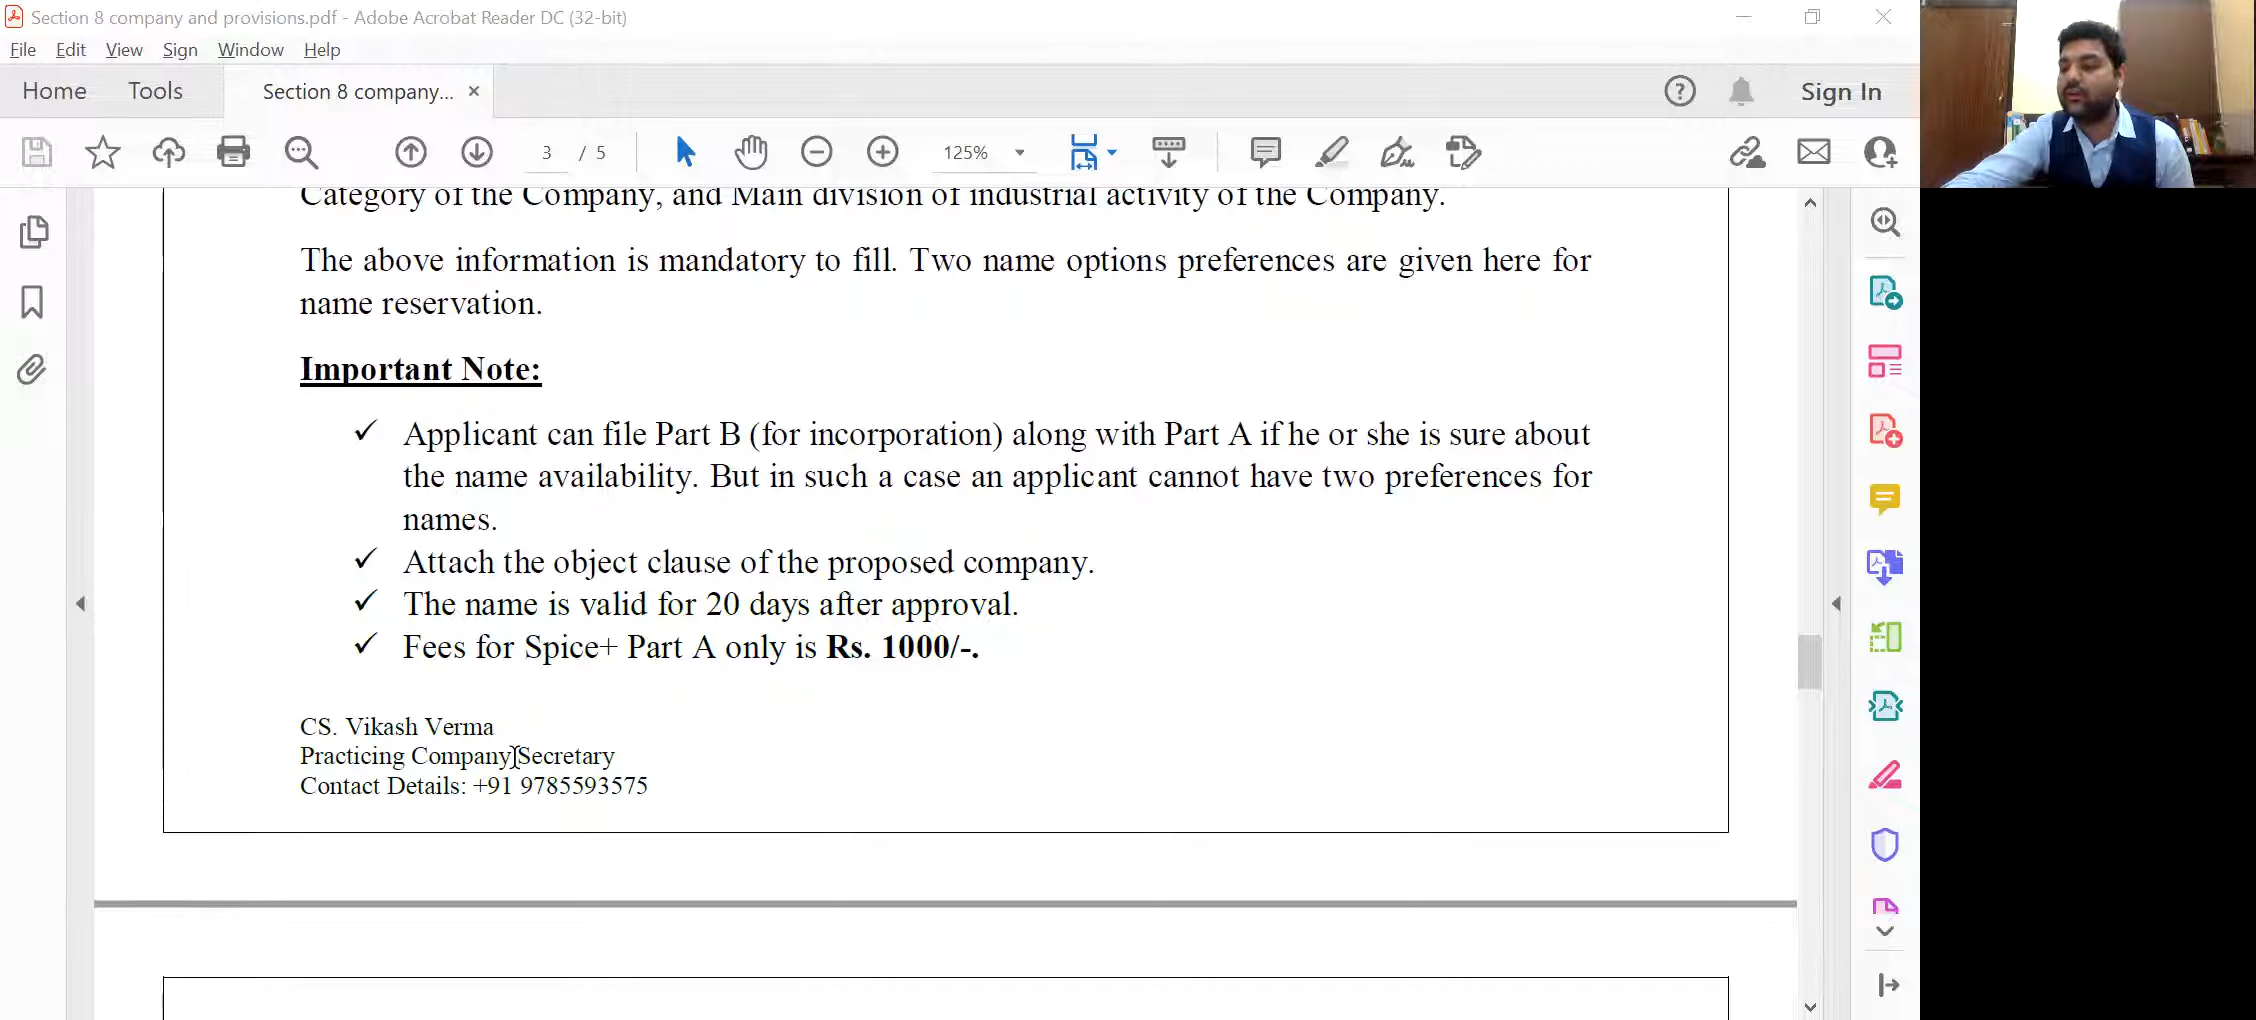 Section 8 company and provisions.pdf - Adobe Acrobat Reader DC (32-bit)
File Edit View Sign Window Help
Home Tools Section 8 company... × Sign In
3 / 5 125%
Category of the Company, and Main division of industrial activity of the Company.
The above information is mandatory to fill. Two name options preferences are given here for
name reservation.
Important Note:
✓ Applicant can file Part B (for incorporation) along with Part A if he or she is sure about
the name availability. But in such a case an applicant cannot have two preferences for
names.
✓ Attach the object clause of the proposed company.
✓ The name is valid for 20 days after approval.
✓ Fees for Spice+ Part A only is Rs. 1000/-.
CS. Vikash Verma
Practicing Company Secretary
Contact Details: +91 9785593575